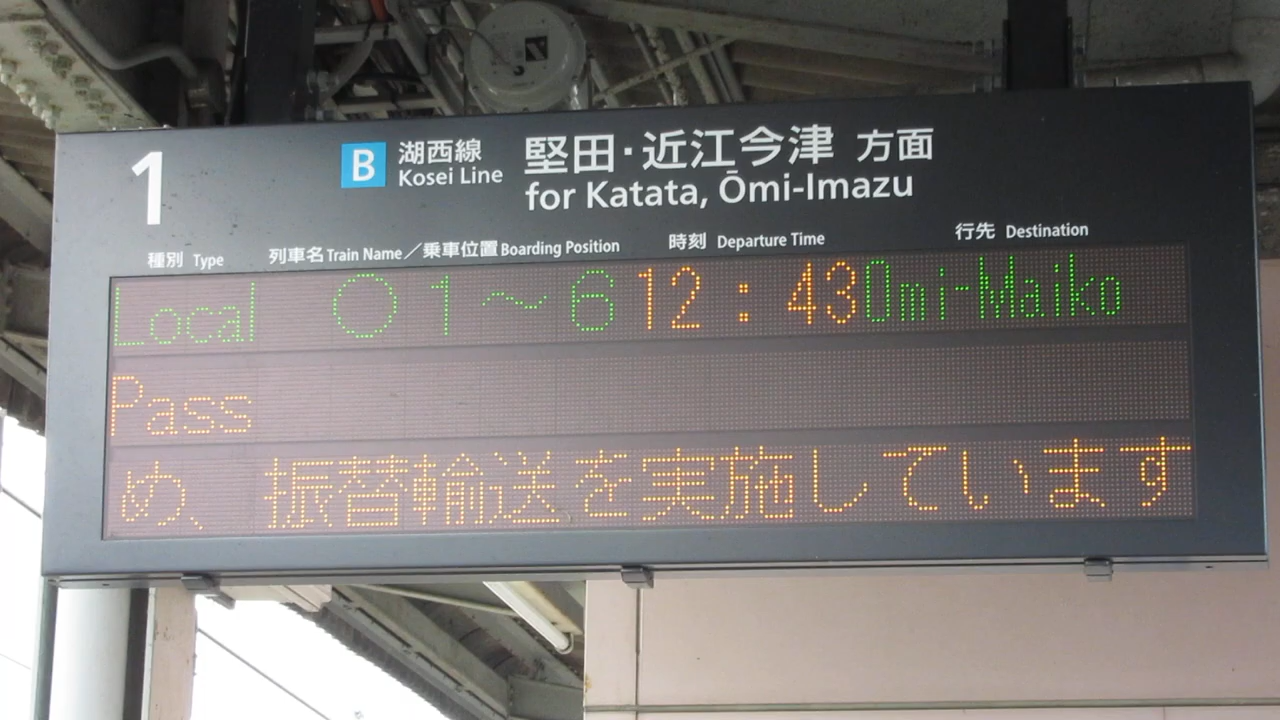 1
B 湖西線 堅田・近江今津 方面
Kosei Line for Katata, Ōmi-Imazu
種別 Type 列車名 Train Name／乗車位置 Boarding Position 時刻 Departure Time 行先 Destination
Local ○1～6 12:43 Omi-Maiko
Pass
め、振替輸送を実施しています